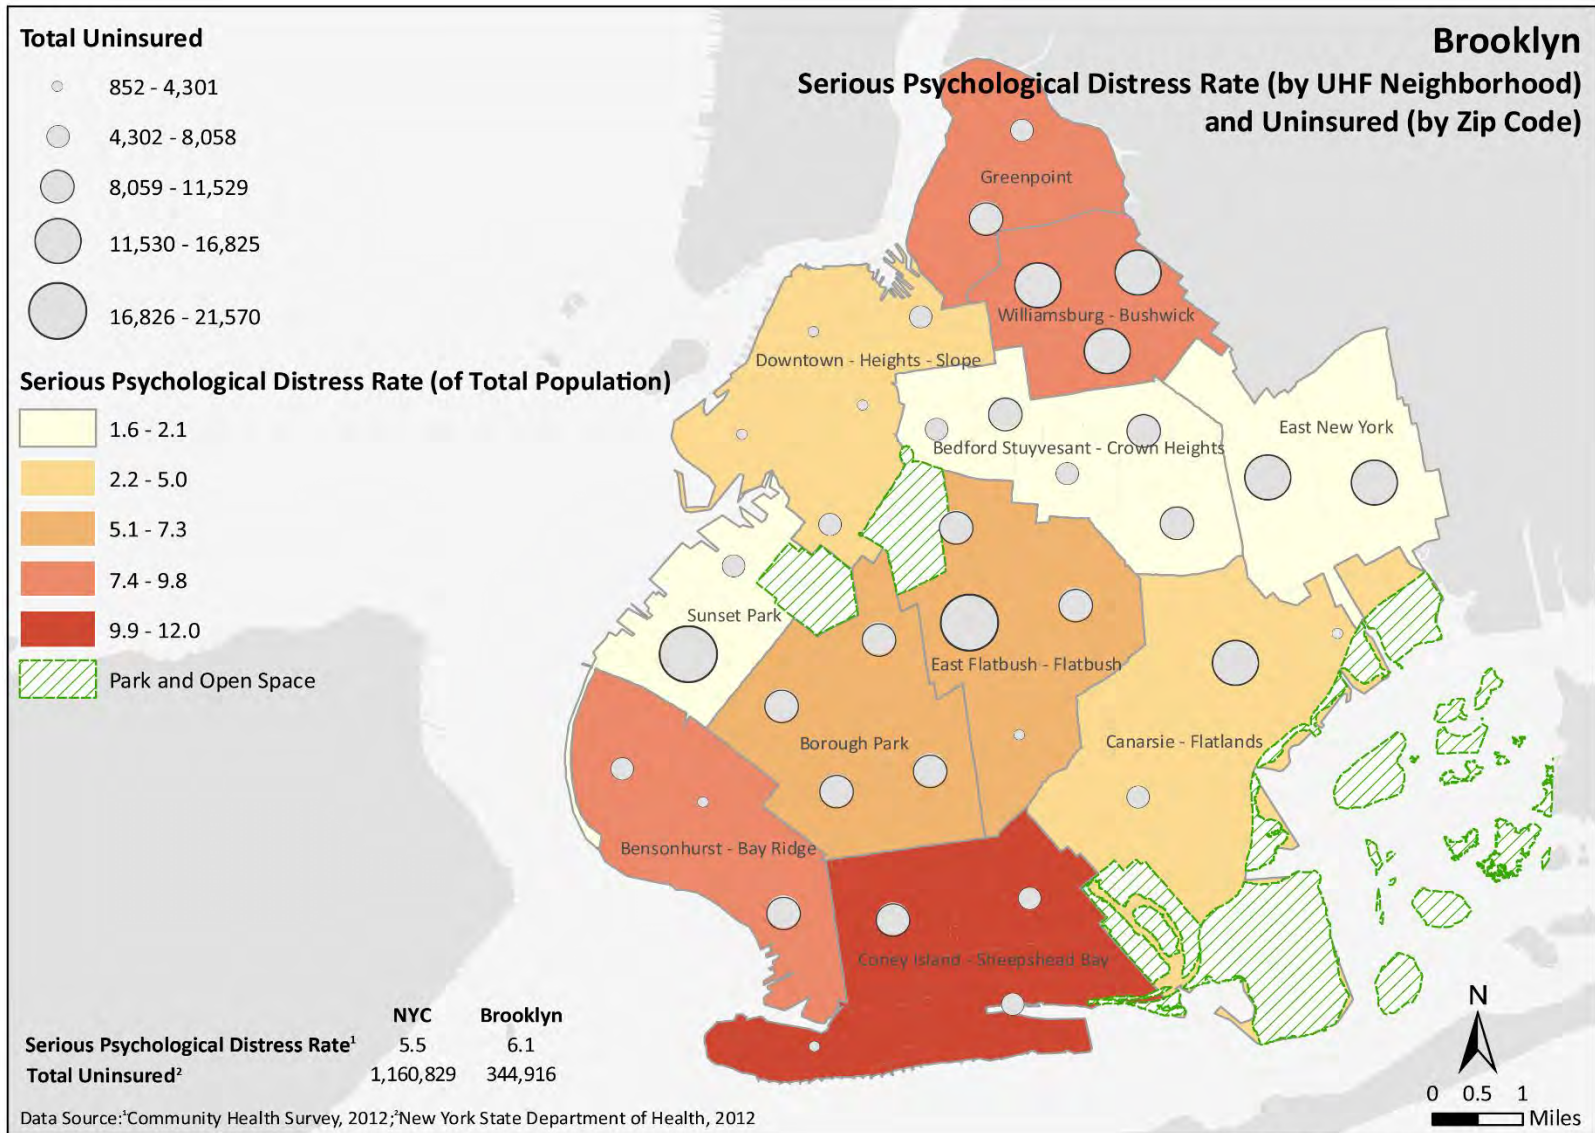 Brooklyn
Serious Psychological Distress Rate (by UHF Neighborhood)
and Uninsured (by Zip Code)
Total Uninsured
852 - 4,301
4,302 - 8,058
8,059 - 11,529
11,530 - 16,825
16,826 - 21,570
Serious Psychological Distress Rate (of Total Population)
1.6 - 2.1
2.2 - 5.0
5.1 - 7.3
7.4 - 9.8
9.9 - 12.0
Park and Open Space
Greenpoint
Williamsburg - Bushwick
Downtown - Heights - Slope
Bedford Stuyvesant - Crown Heights
East New York
Sunset Park
East Flatbush - Flatbush
Borough Park
Canarsie - Flatlands
Bensonhurst - Bay Ridge
Coney Island - Sheepshead Bay
NYC Brooklyn
Serious Psychological Distress Rate¹ 5.5 6.1
Total Uninsured² 1,160,829 344,916
Data Source:¹Community Health Survey, 2012;²New York State Department of Health, 2012
N
0 0.5 1
Miles